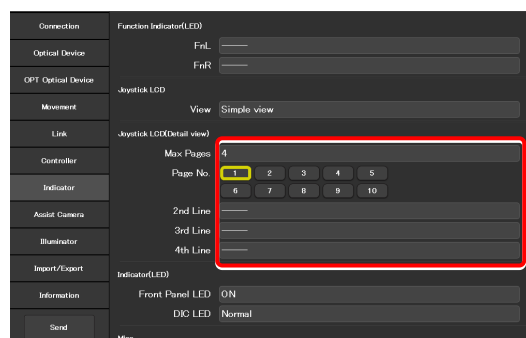 Connection
Optical Device
OPT Optical Device
Movement
Link
Controller
Indicator
Assist Camera
Illuminator
Import/Export
Information
Send
Function Indicator(LED)
FnL ——
FnR ——
Joystick LCD
View Simple view
Joystick LCD(Detail view)
Max Pages 4
Page No. 1 2 3 4 5
6 7 8 9 10
2nd Line ——
3rd Line ——
4th Line ——
Indicator(LED)
Front Panel LED ON
DIC LED Normal